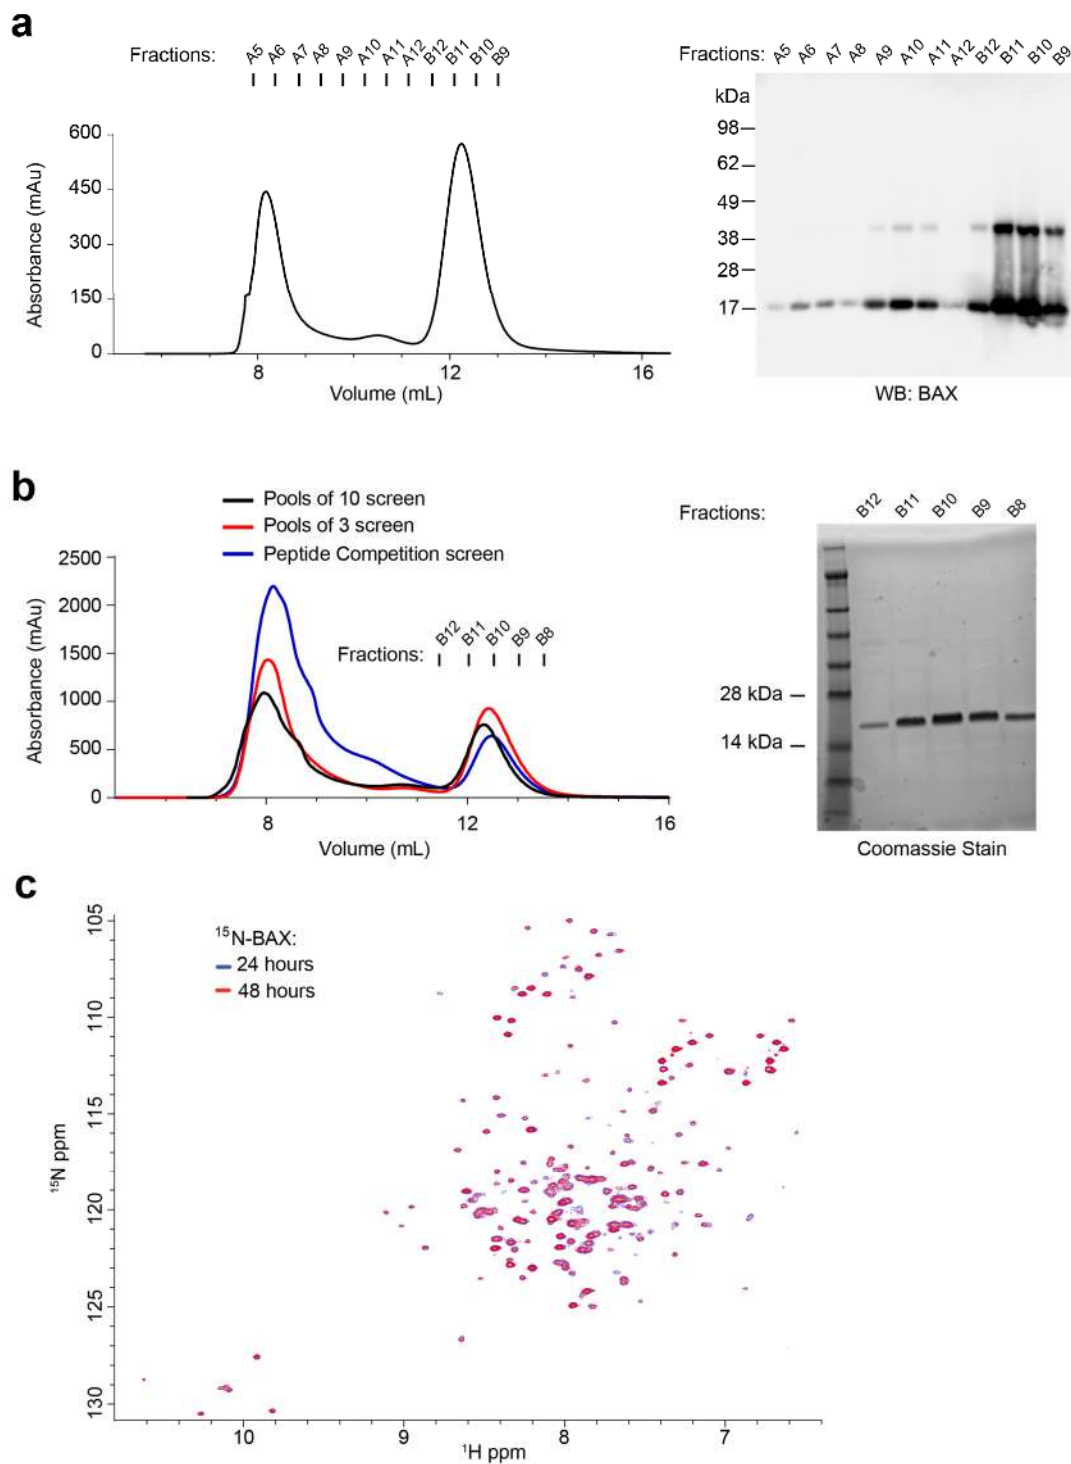 a
Fractions: A5 A6 A7 A8 A9 A10 A11 A12 B12 B11 B10 B9
600
450
300
150
0
Absorbance (mAu)
8 12 16
Volume (mL)
Fractions: A5 A6 A7 A8 A9 A10 A11 A12 B12 B11 B10 B9
kDa
98
62
49
38
28
17
WB: BAX
b
Pools of 10 screen
Pools of 3 screen
Peptide Competition screen
2500
2000
1500
1000
500
0
Absorbance (mAu)
Fractions: B12 B11 B10 B9 B8
8 12 16
Volume (mL)
Fractions: B12 B11 B10 B9 B8
28 kDa
14 kDa
Coomassie Stain
c
15N-BAX:
24 hours
48 hours
105
110
115
120
125
130
15N ppm
10 9 8 7
1H ppm